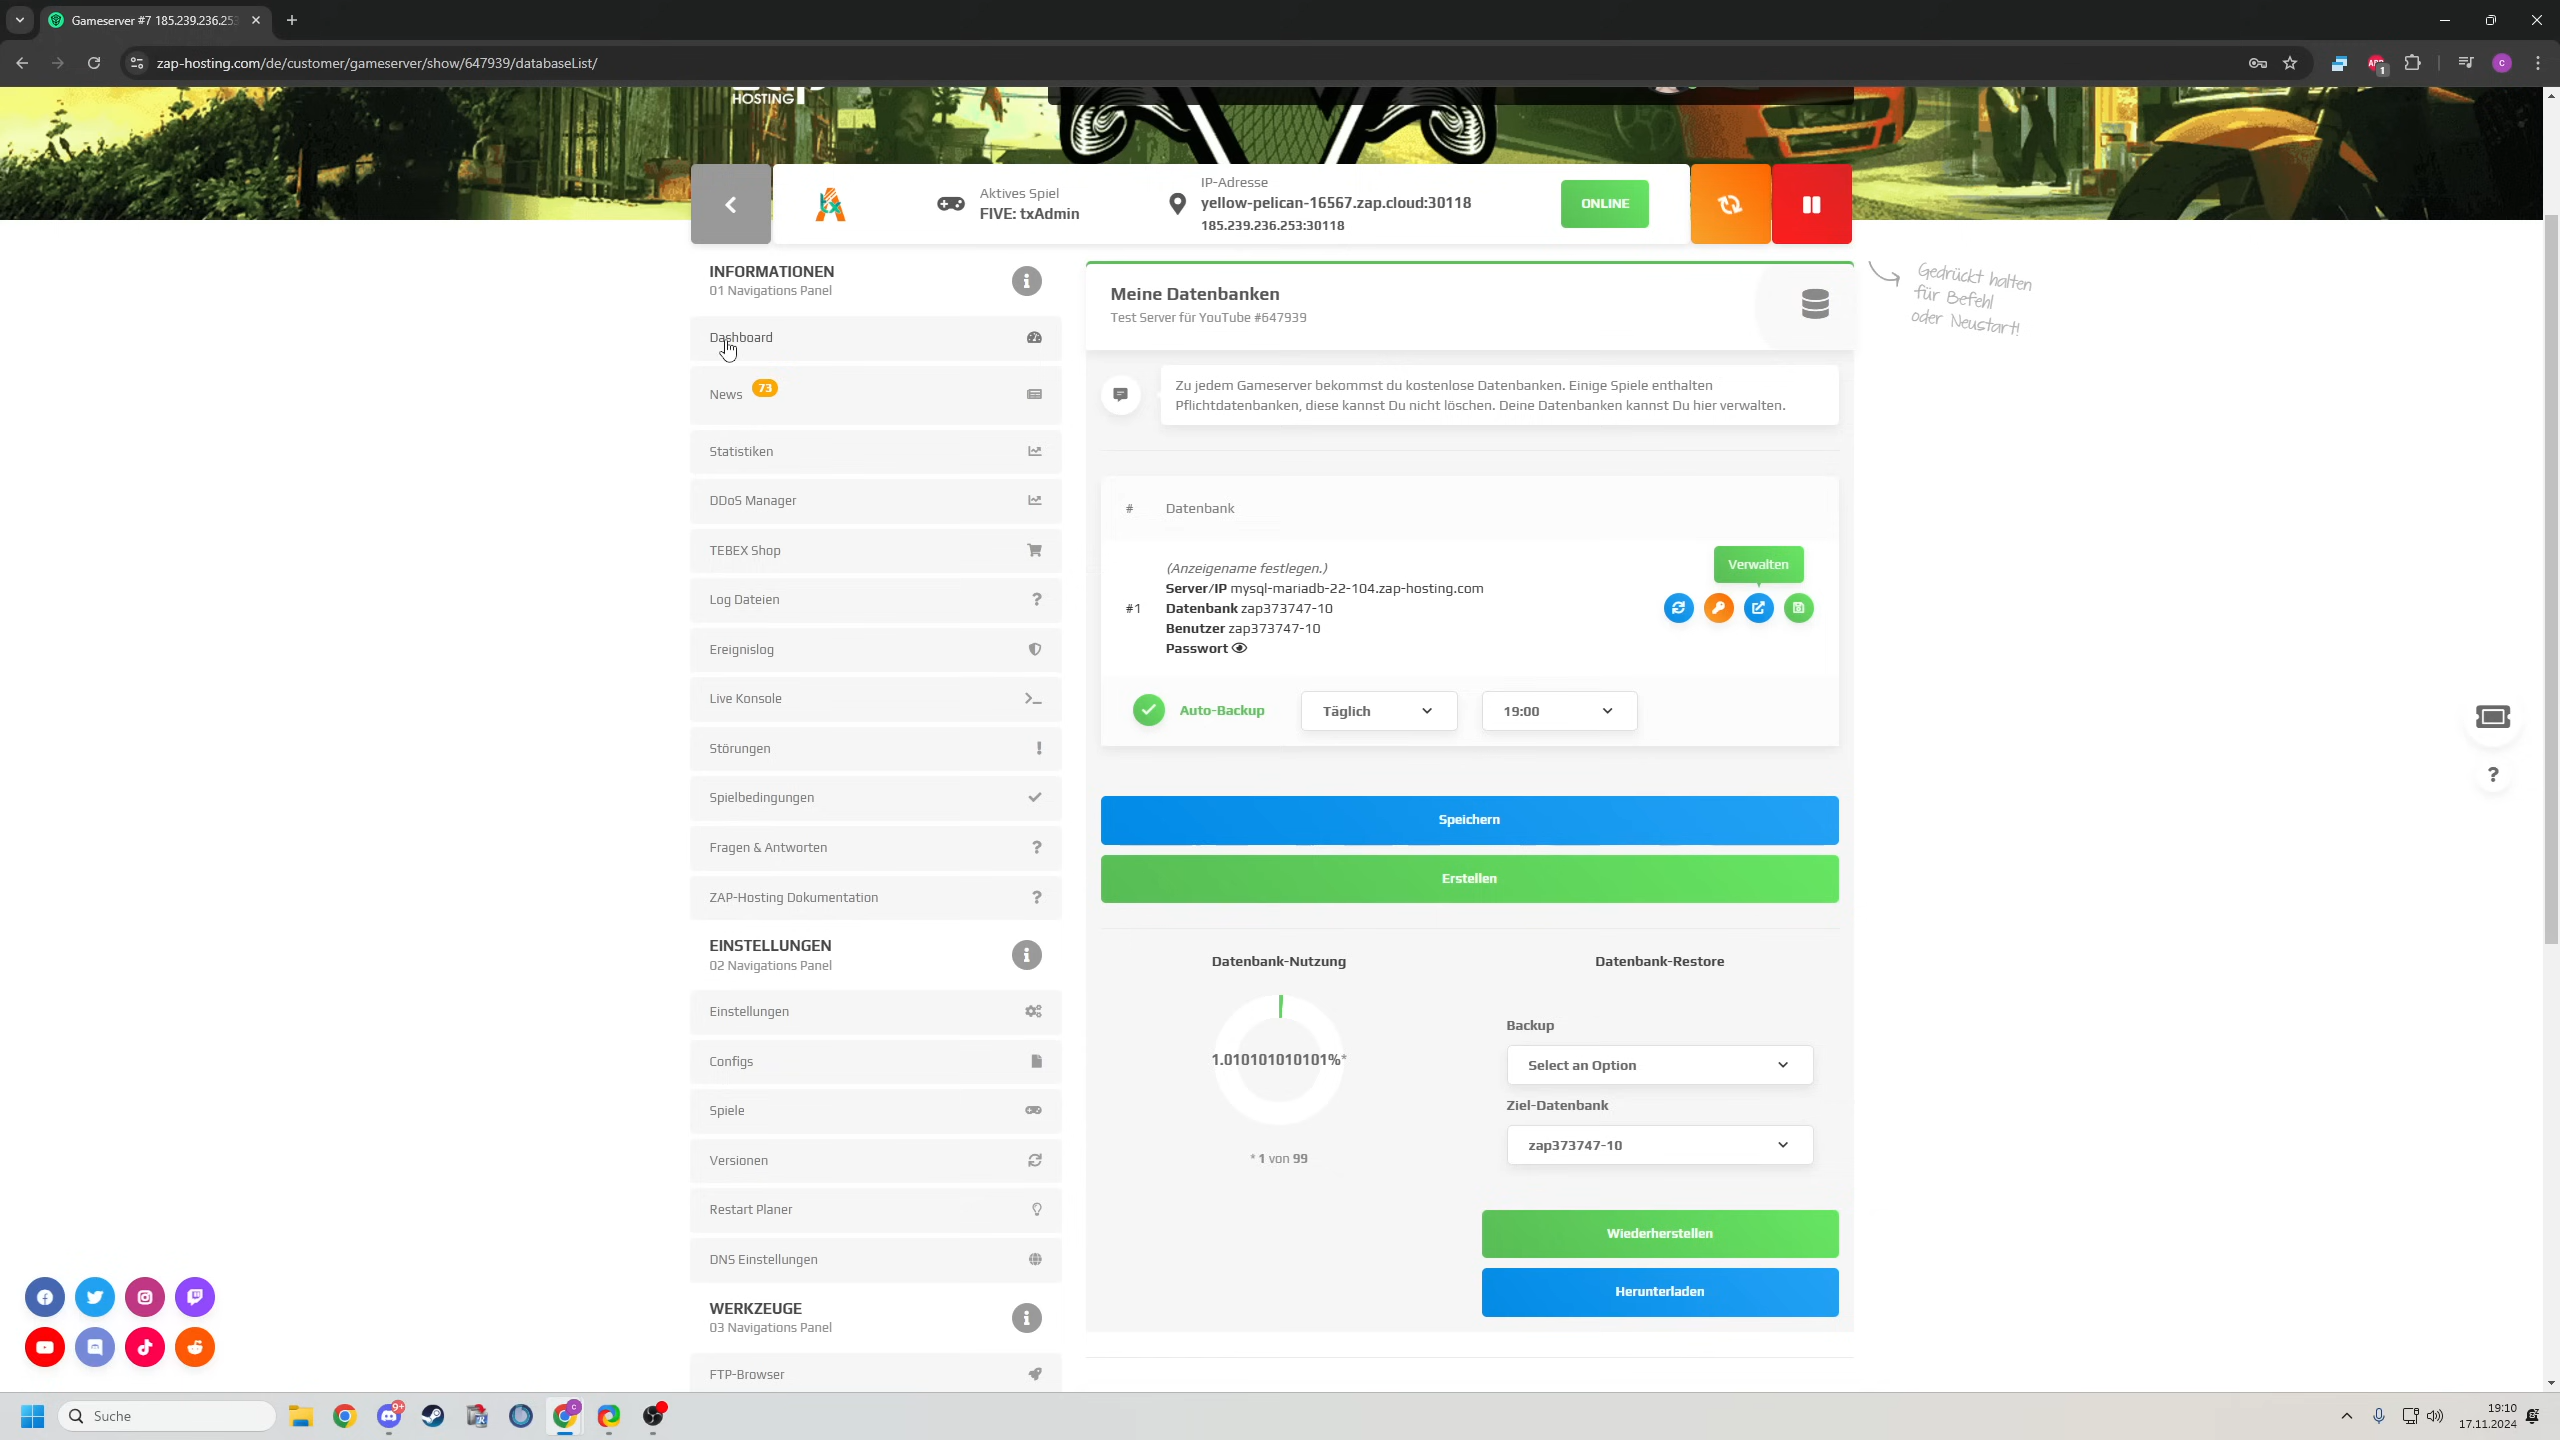 Gameserver #7 185.239.236.253
zap-hosting.com/de/customer/gameserver/show/647939/databaseList/
HOSTING
Aktives Spiel
FIVE: txAdmin
IP-Adresse
yellow-pelican-16567.zap.cloud:30118
185.239.236.253:30118
ONLINE
INFORMATIONEN
01 Navigations Panel
Dashboard
News 73
Statistiken
DDoS Manager
TEBEX Shop
Log Dateien
Ereignislog
Live Konsole
Störungen
Spielbedingungen
Fragen & Antworten
ZAP-Hosting Dokumentation
EINSTELLUNGEN
02 Navigations Panel
Einstellungen
Configs
Spiele
Versionen
Restart Planer
DNS Einstellungen
WERKZEUGE
03 Navigations Panel
FTP-Browser
Meine Datenbanken
Test Server für YouTube #647939
Gedrückt halten
für Befehl
oder Neustart!
Zu jedem Gameserver bekommst du kostenlose Datenbanken. Einige Spiele enthalten
Pflichtdatenbanken, diese kannst Du nicht löschen. Deine Datenbanken kannst Du hier verwalten.
# Datenbank
(Anzeigename festlegen.)
Server/IP mysql-mariadb-22-104.zap-hosting.com
#1 Datenbank zap373747-10
Benutzer zap373747-10
Passwort
Verwalten
Auto-Backup Täglich 19:00
Speichern
Erstellen
Datenbank-Nutzung
1.010101010101%*
* 1 von 99
Datenbank-Restore
Backup
Select an Option
Ziel-Datenbank
zap373747-10
Wiederherstellen
Herunterladen
Suche
9+
19:10
17.11.2024